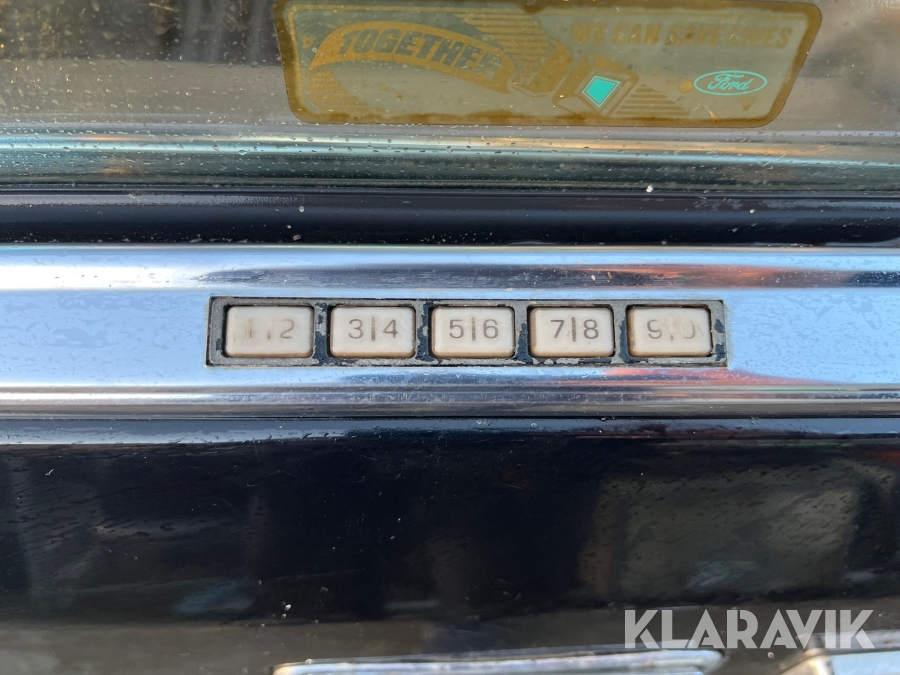 TOGETHER
WE CAN SAVE LIVES
Ford
1|2 3|4 5|6 7|8 9|0
KLARAVIK